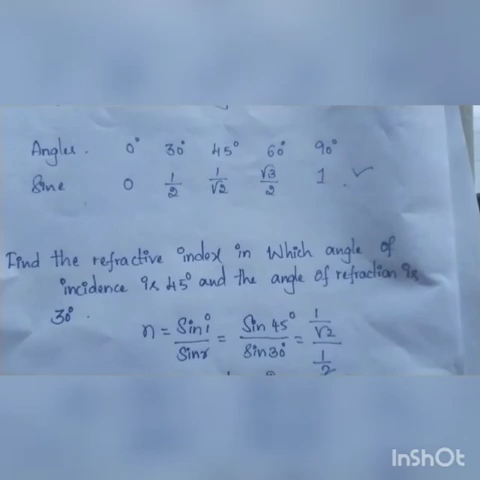 Angles. 0° 30° 45° 60° 90°
Sine 0 1/2 1/√2 √3/2 1 ✓
Find the refractive index in Which angle of
incidence is 45° and the angle of refraction is
30°.
n = Sin i / Sin r = Sin 45° / Sin 30° = 1/√2 / 1/2
InShOt